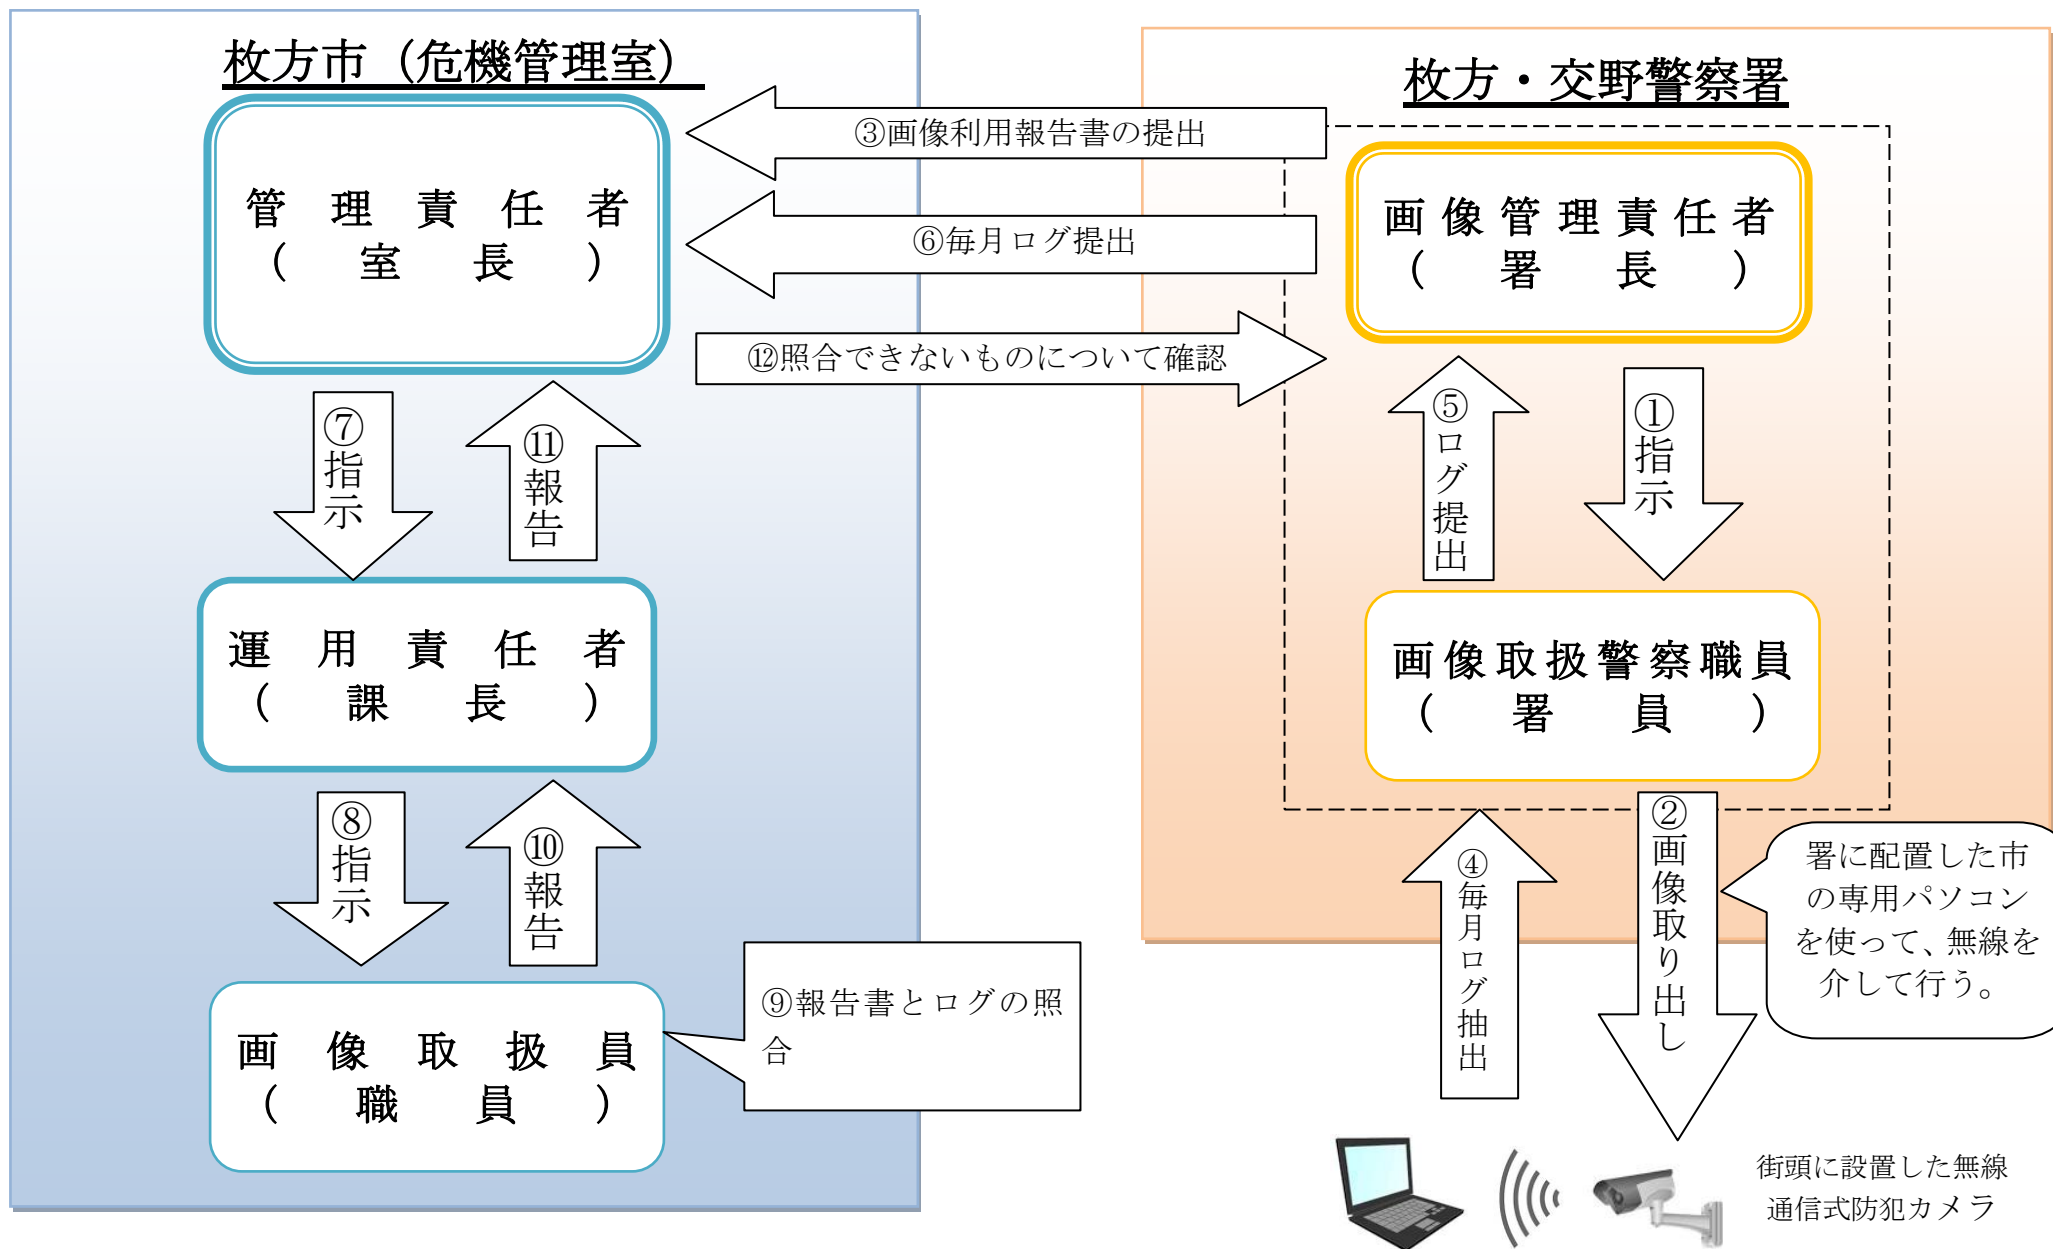 枚方市（危機管理室）
管理責任者
（室長）
⑦指示
⑪報告
運用責任者
（課長）
⑧指示
⑩報告
画像取扱員
（職員）
⑨報告書とログの照
合
③画像利用報告書の提出
⑥毎月ログ提出
⑫照合できないものについて確認
枚方・交野警察署
画像管理責任者
（署長）
⑤ログ提出
①指示
画像取扱警察職員
（署員）
④毎月ログ抽出
②画像取り出し
署に配置した市
の専用パソコン
を使って、無線を
介して行う。
街頭に設置した無線
通信式防犯カメラ